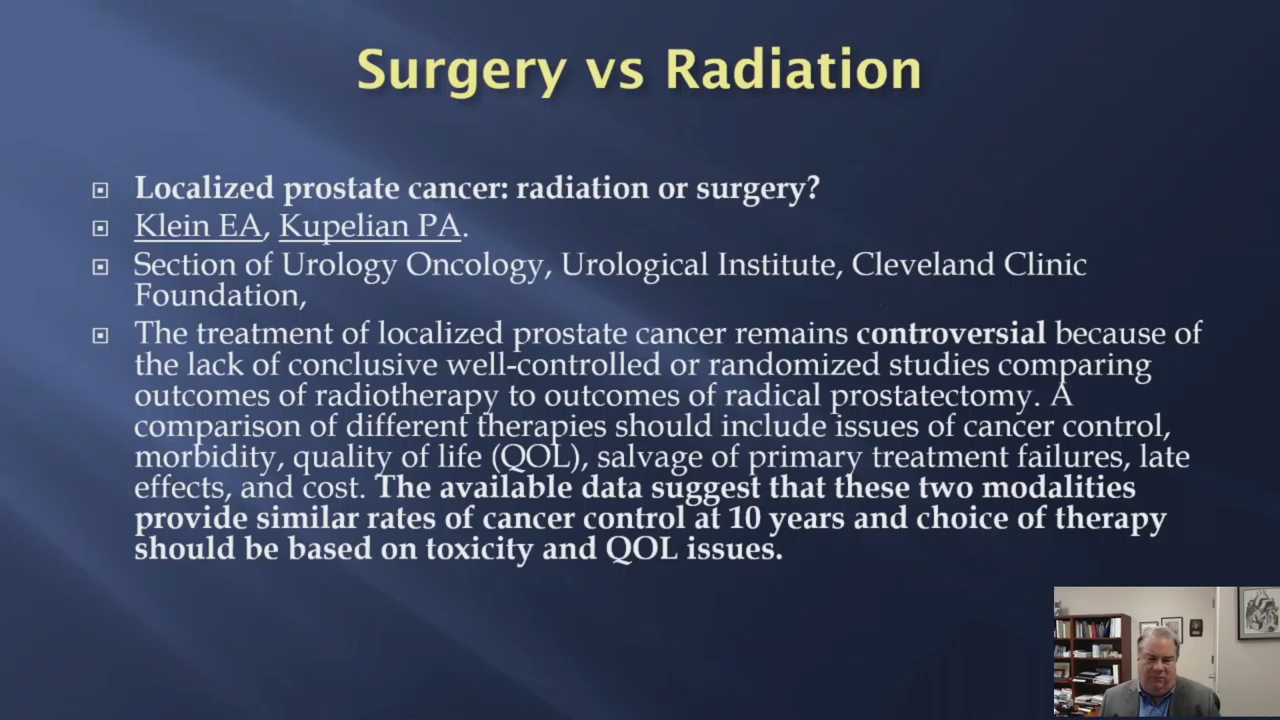 Surgery vs Radiation
Localized prostate cancer: radiation or surgery?
Klein EA, Kupelian PA.
Section of Urology Oncology, Urological Institute, Cleveland Clinic
Foundation,
The treatment of localized prostate cancer remains controversial because of
the lack of conclusive well-controlled or randomized studies comparing
outcomes of radiotherapy to outcomes of radical prostatectomy. A
comparison of different therapies should include issues of cancer control,
morbidity, quality of life (QOL), salvage of primary treatment failures, late
effects, and cost. The available data suggest that these two modalities
provide similar rates of cancer control at 10 years and choice of therapy
should be based on toxicity and QOL issues.